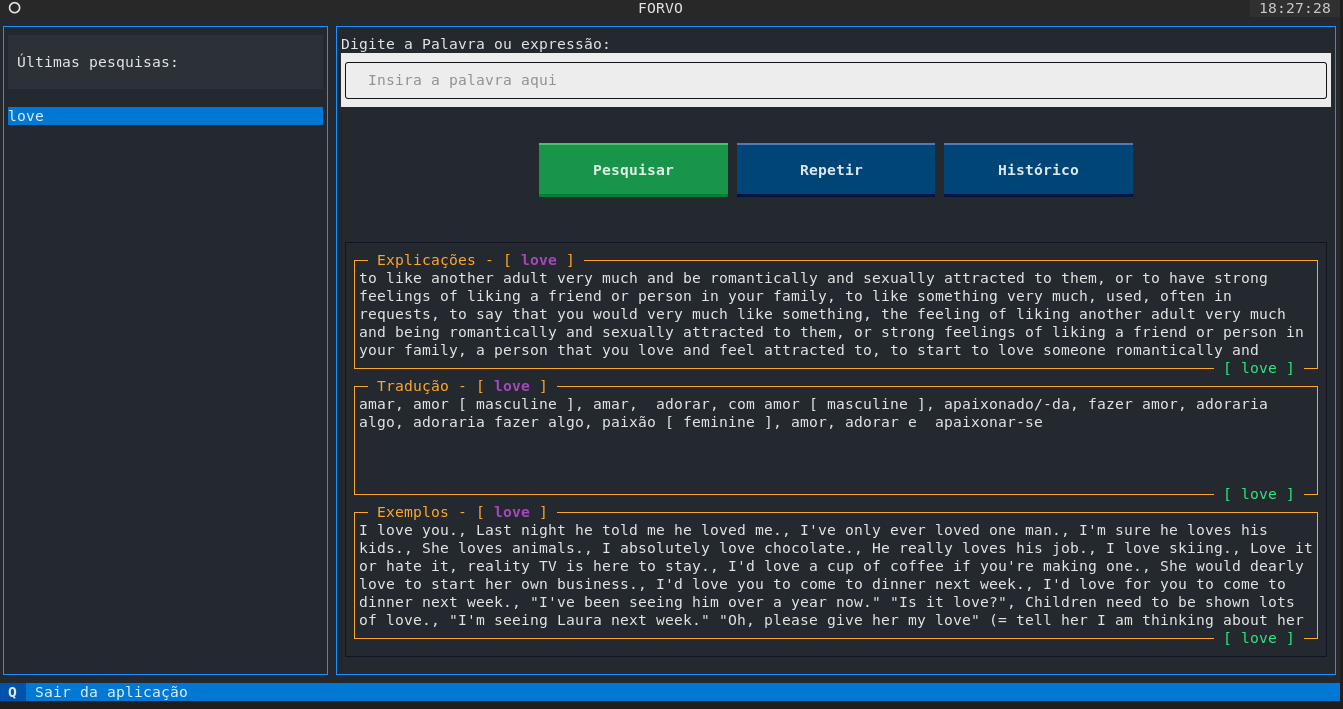 FORVO
18:27:28
Últimas pesquisas:
love
Digite a Palavra ou expressão:
Insira a palavra aqui
Pesquisar
Repetir
Histórico
Explicações - [ love ]
to like another adult very much and be romantically and sexually attracted to them, or to have strong
feelings of liking a friend or person in your family, to like something very much, used, often in
requests, to say that you would very much like something, the feeling of liking another adult very much
and being romantically and sexually attracted to them, or strong feelings of liking a friend or person in
your family, a person that you love and feel attracted to, to start to love someone romantically and
[ love ]
Tradução - [ love ]
amar, amor [ masculine ], amar,  adorar, com amor [ masculine ], apaixonado/-da, fazer amor, adoraria
algo, adoraria fazer algo, paixão [ feminine ], amor, adorar e  apaixonar-se
[ love ]
Exemplos - [ love ]
I love you., Last night he told me he loved me., I've only ever loved one man., I'm sure he loves his
kids., She loves animals., I absolutely love chocolate., He really loves his job., I love skiing., Love it
or hate it, reality TV is here to stay., I'd love a cup of coffee if you're making one., She would dearly
love to start her own business., I'd love you to come to dinner next week., I'd love for you to come to
dinner next week., "I've been seeing him over a year now." "Is it love?", Children need to be shown lots
of love., "I'm seeing Laura next week." "Oh, please give her my love" (= tell her I am thinking about her
[ love ]
Q Sair da aplicação